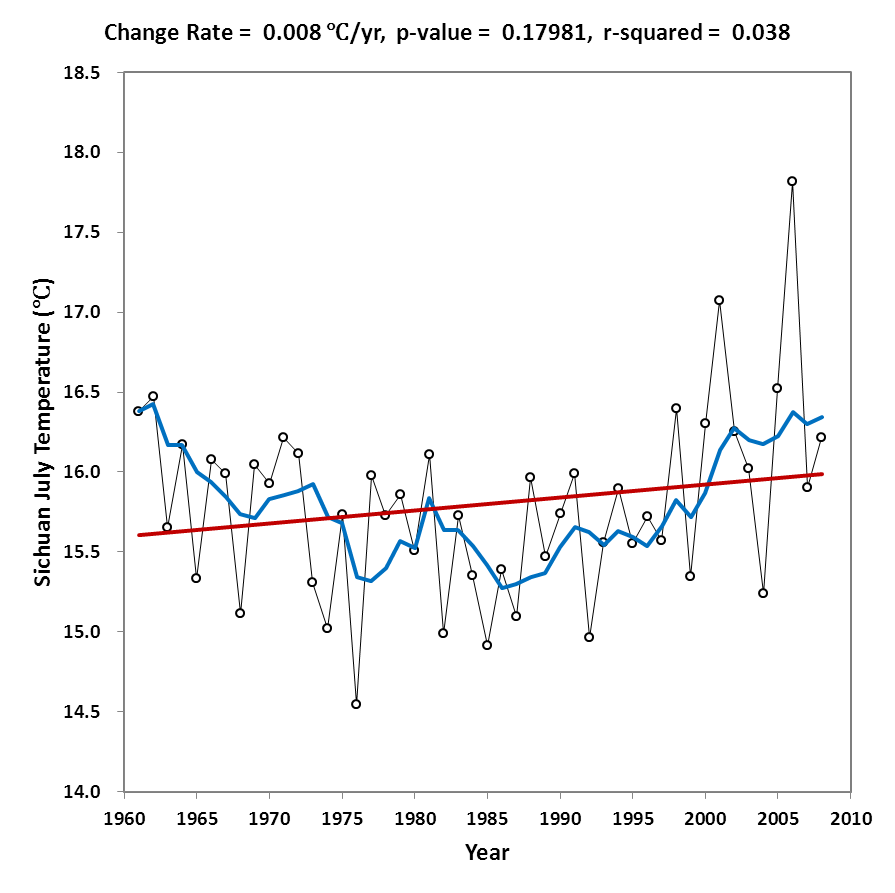 Change Rate = 0.008 ℃/yr, p-value = 0.17981, r-squared = 0.038
18.5
18.0
17.5
17.0
16.5
16.0
15.5
15.0
14.5
14.0
Sichuan July Temperature (℃)
1960 1965 1970 1975 1980 1985 1990 1995 2000 2005 2010
Year